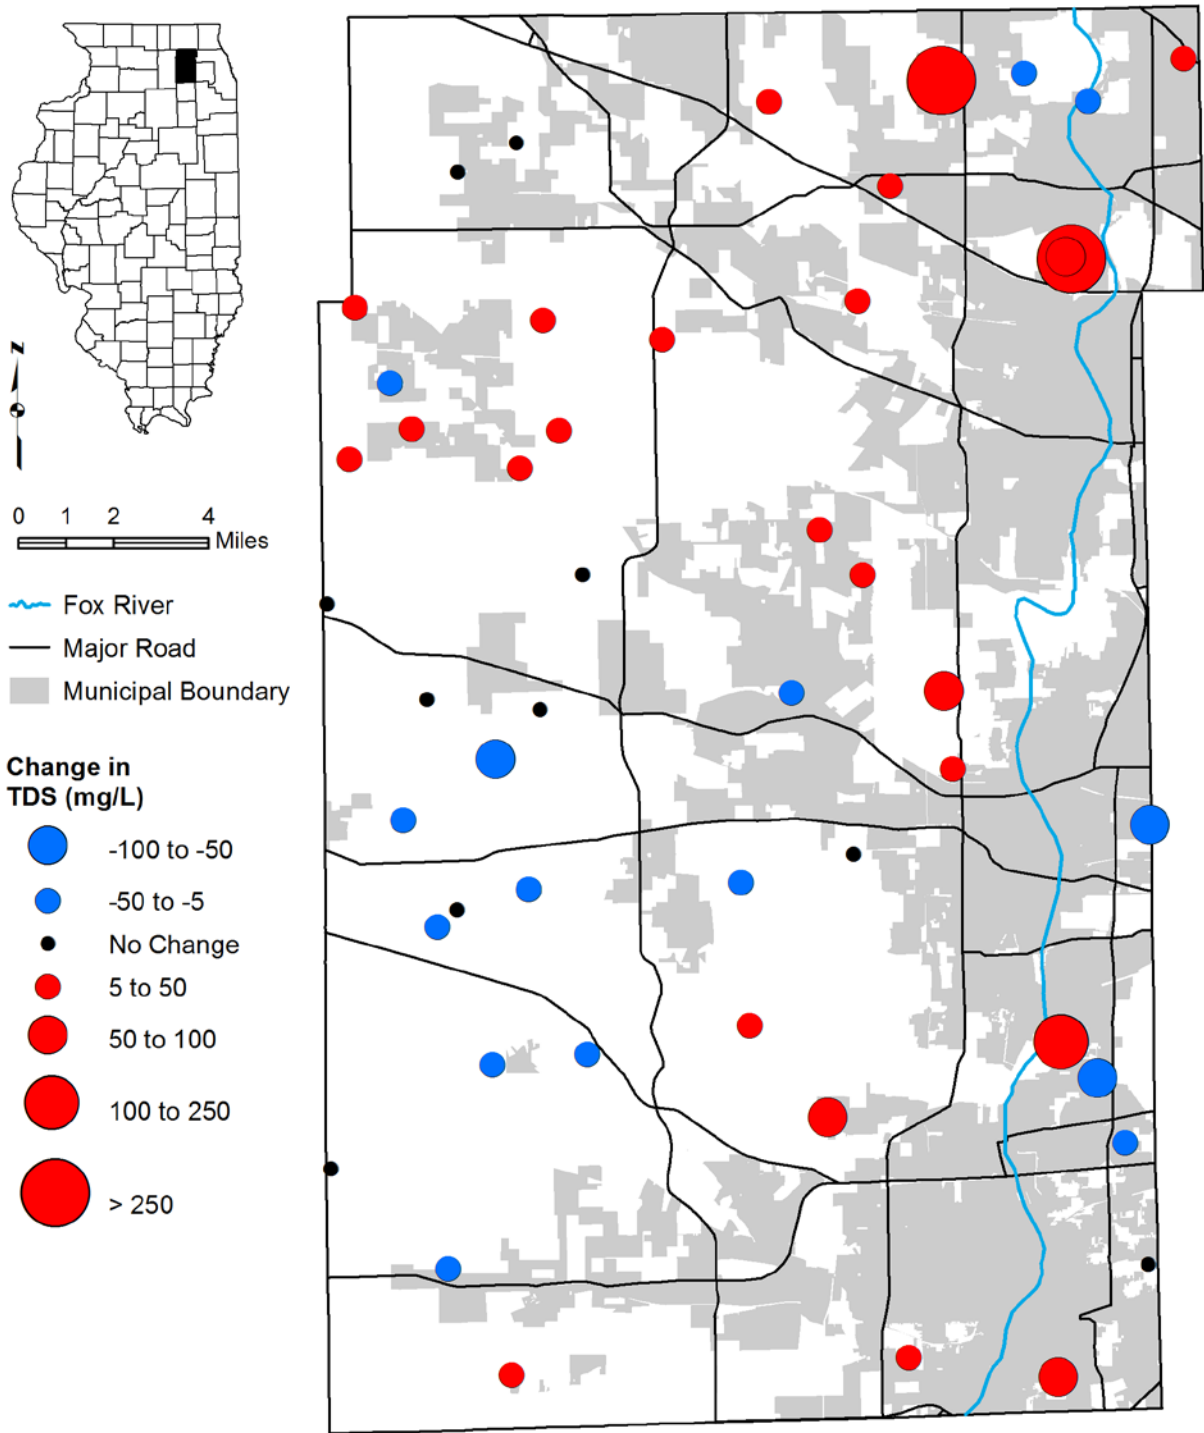 N
0 1 2 4
Miles
Fox River
Major Road
Municipal Boundary
Change in
TDS (mg/L)
-100 to -50
-50 to -5
No Change
5 to 50
50 to 100
100 to 250
> 250